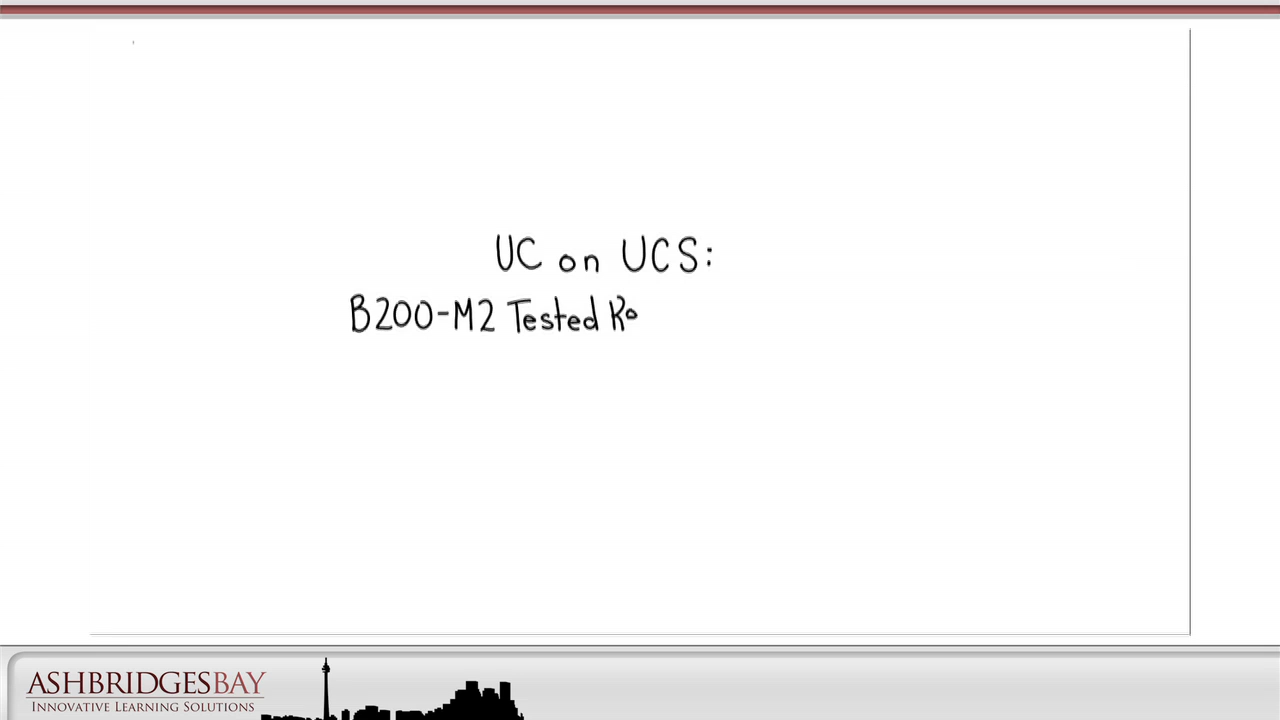 UC on UCS:
B200-M2 Tested
ASHBRIDGESBAY
INNOVATIVE LEARNING SOLUTIONS